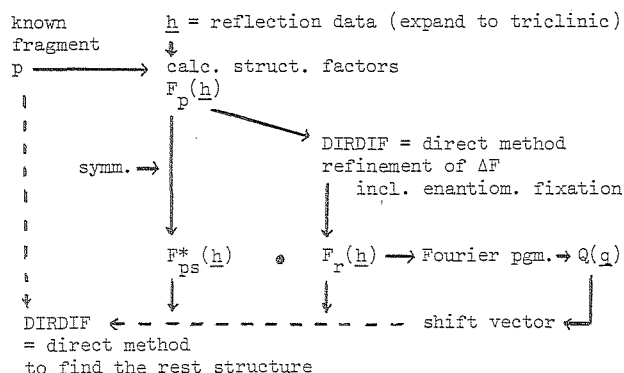 known h = reflection data (expand to triclinic)
fragment
p calc. struct. factors
Fp(h)
DIRDIF = direct method
symm. refinement of ΔF
incl. enantiom. fixation
F*ps(h) • Fr(h) Fourier pgm. Q(q)
DIRDIF shift vector
= direct method
to find the rest structure